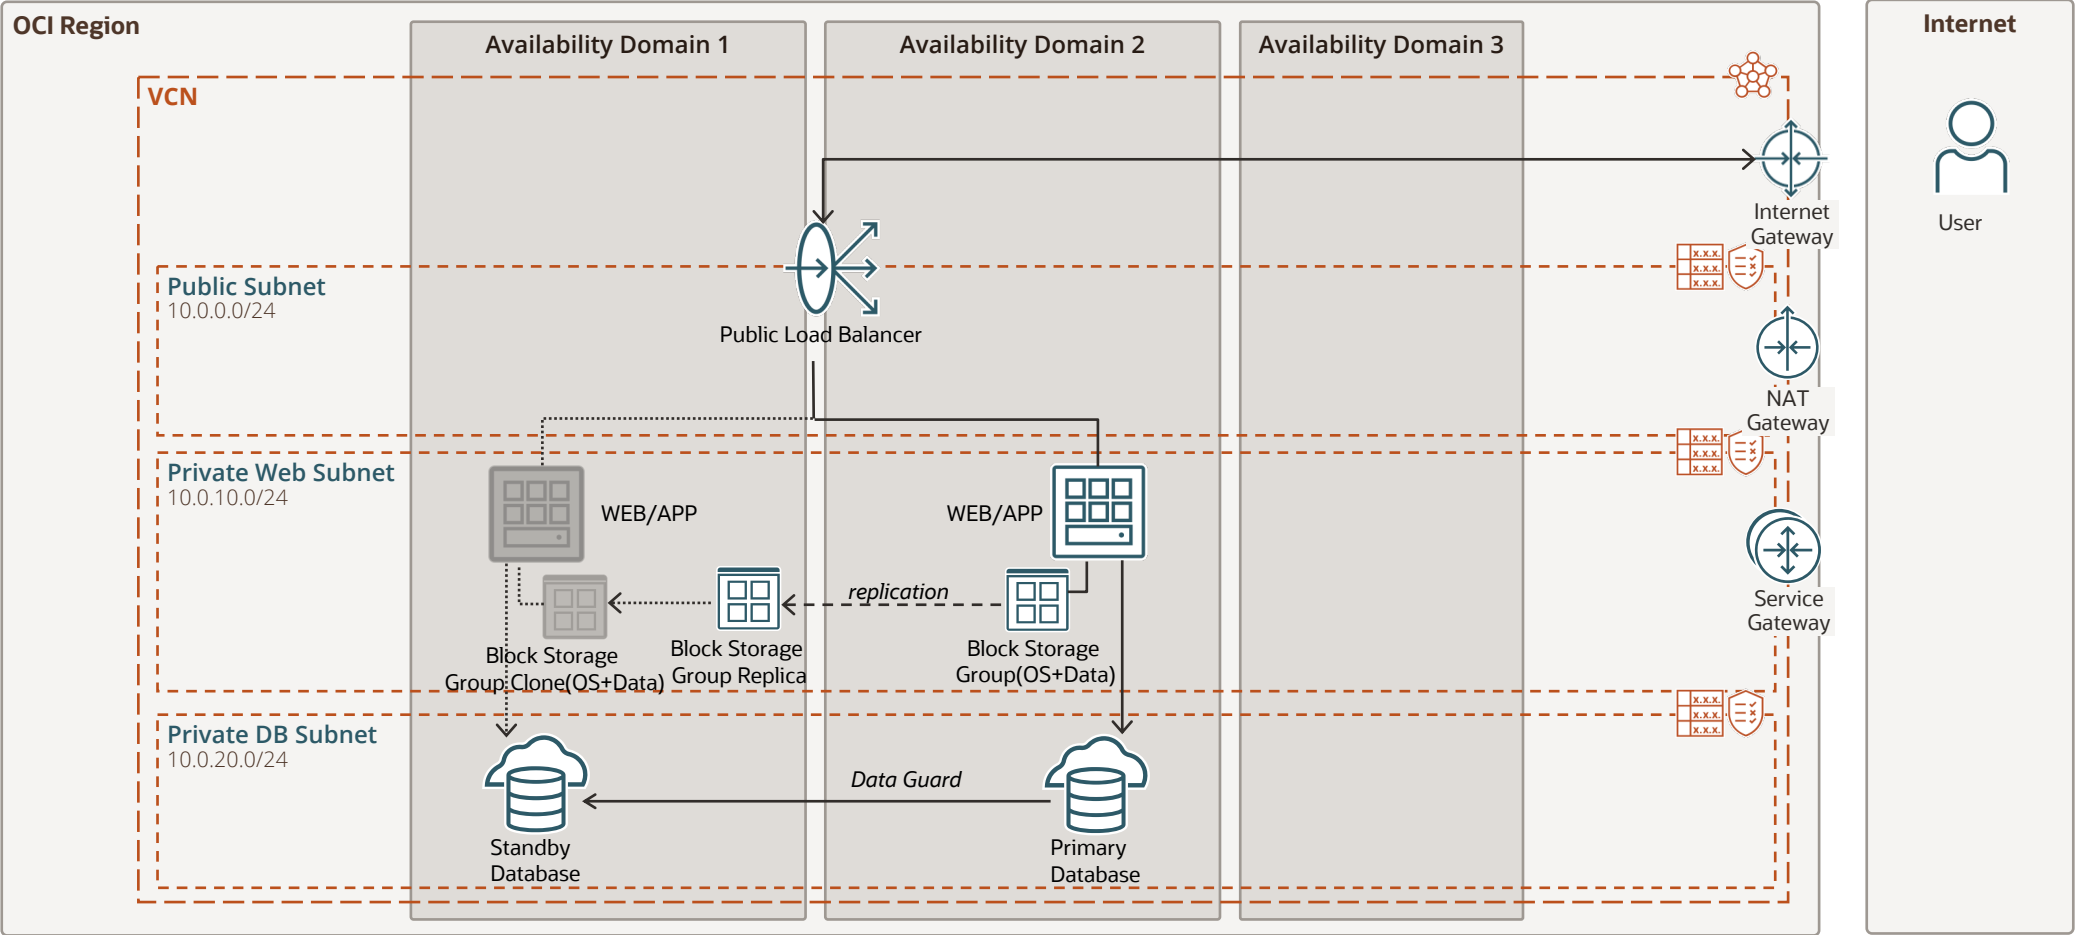 OCI Region
Availability Domain 1
Availability Domain 2
Availability Domain 3
Internet
VCN
Internet
Gateway
User
Public Subnet
10.0.0.0/24
x.x.x.
x.x.x.
x.x.x.
Public Load Balancer
NAT
Gateway
Private Web Subnet
10.0.10.0/24
x.x.x.
x.x.x.
x.x.x.
WEB/APP
WEB/APP
replication
Service
Gateway
Block Storage
Group Clone(OS+Data)
Block Storage
Group Replica
Block Storage
Group(OS+Data)
Private DB Subnet
10.0.20.0/24
x.x.x.
x.x.x.
x.x.x.
Data Guard
Standby
Database
Primary
Database